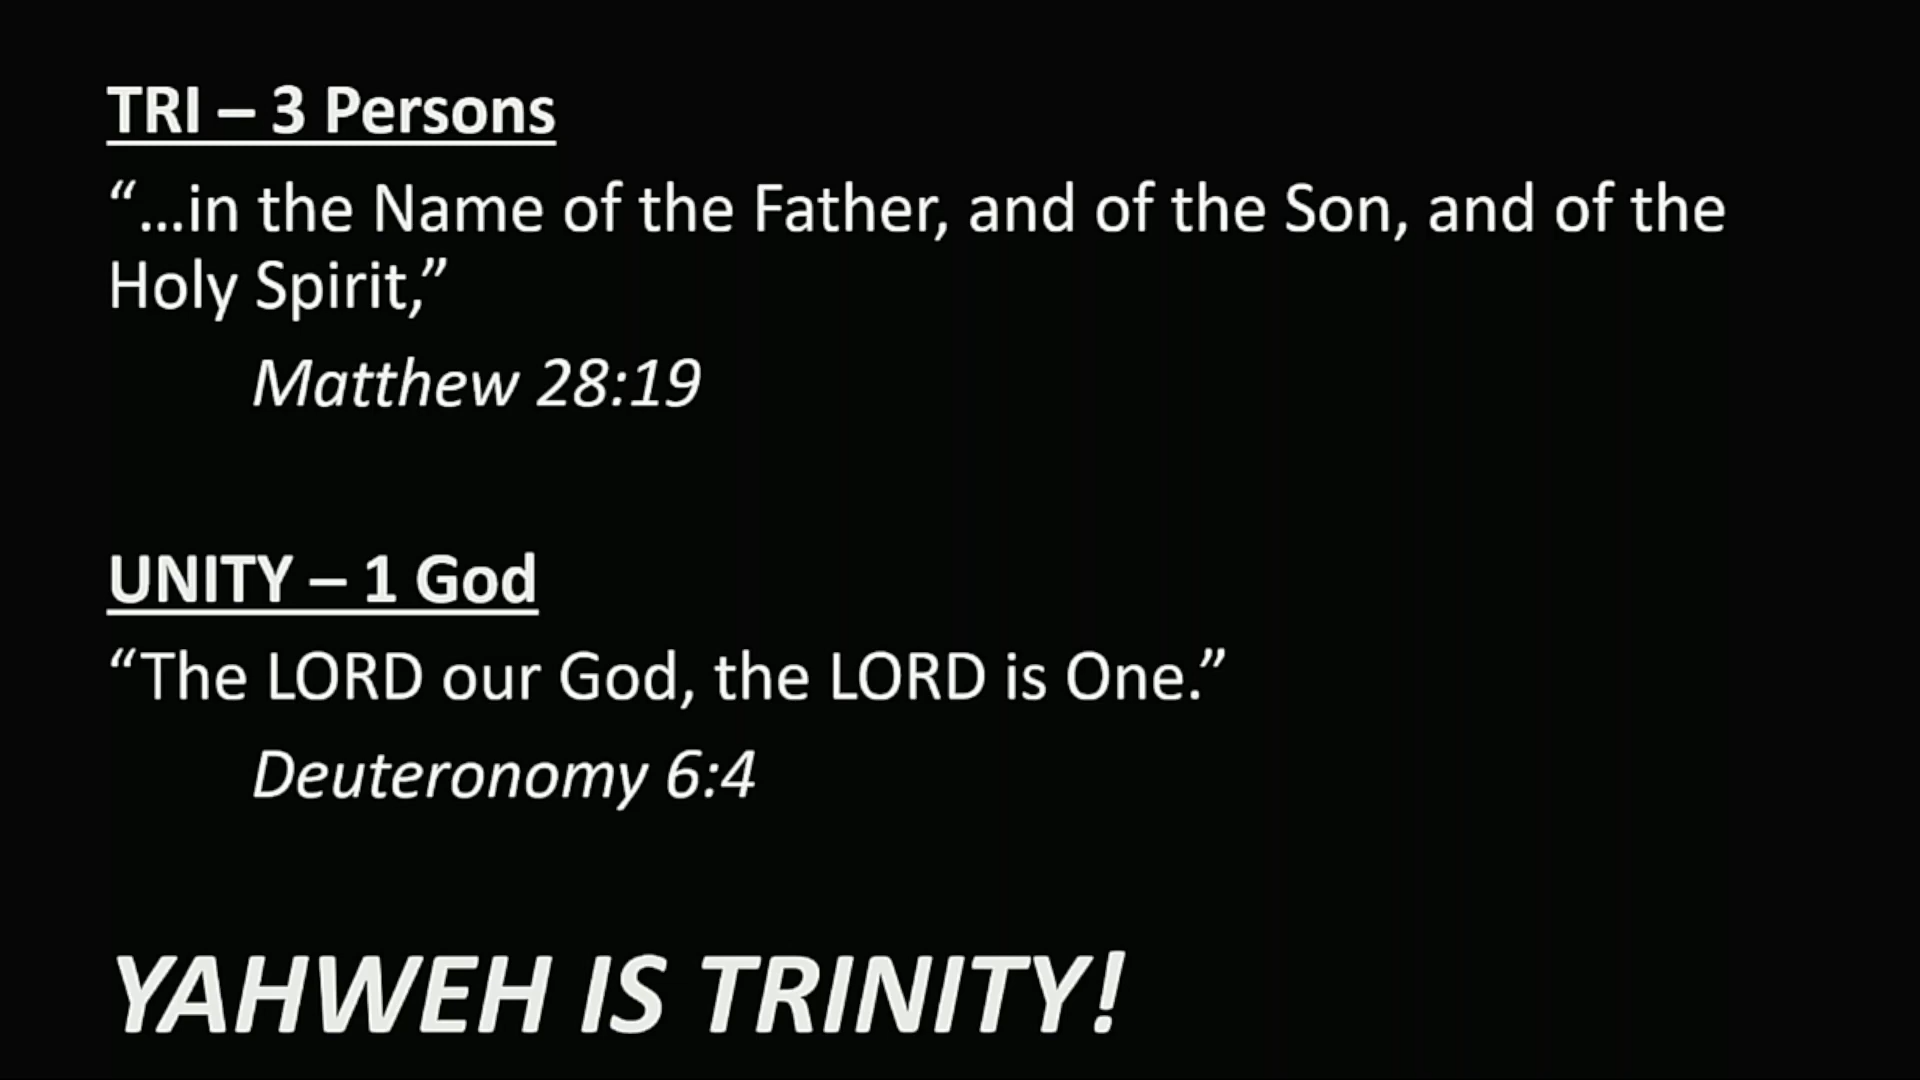 TRI – 3 Persons
“...in the Name of the Father, and of the Son, and of the
Holy Spirit,”
Matthew 28:19
UNITY – 1 God
“The LORD our God, the LORD is One.”
Deuteronomy 6:4
YAHWEH IS TRINITY!